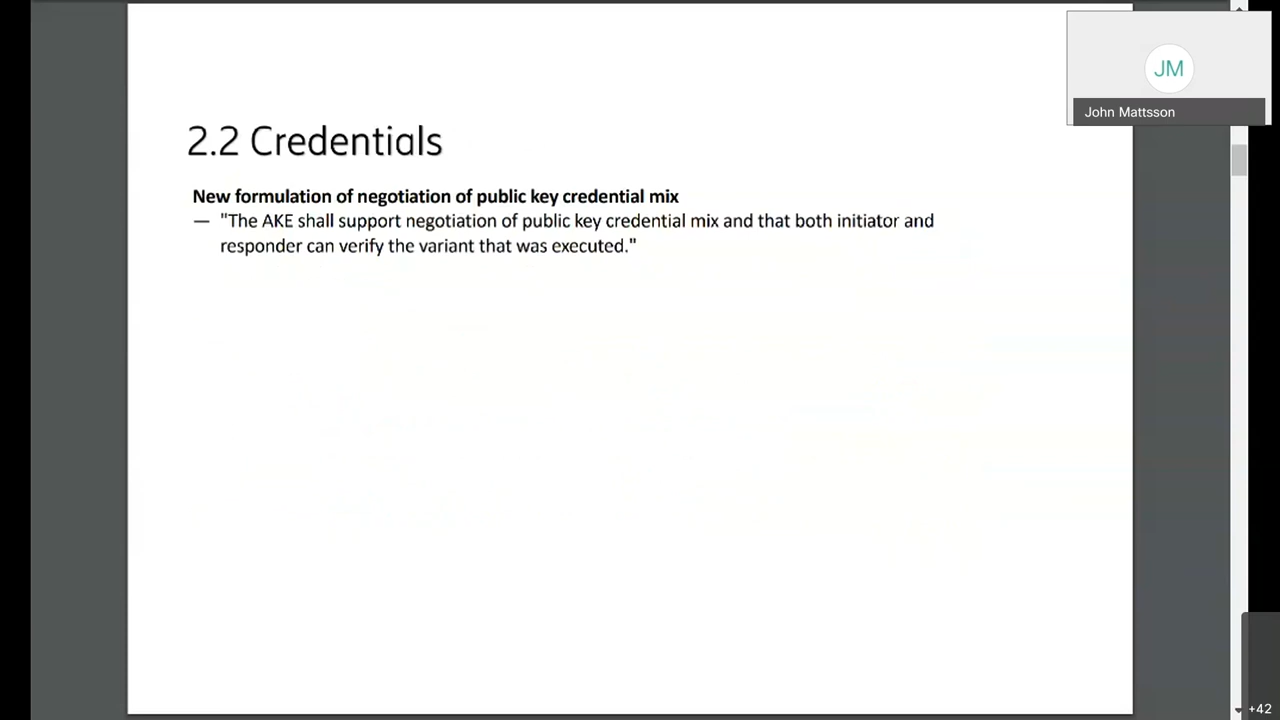 JM
John Mattsson
2.2 Credentials
New formulation of negotiation of public key credential mix
— "The AKE shall support negotiation of public key credential mix and that both initiator and
responder can verify the variant that was executed."
+42